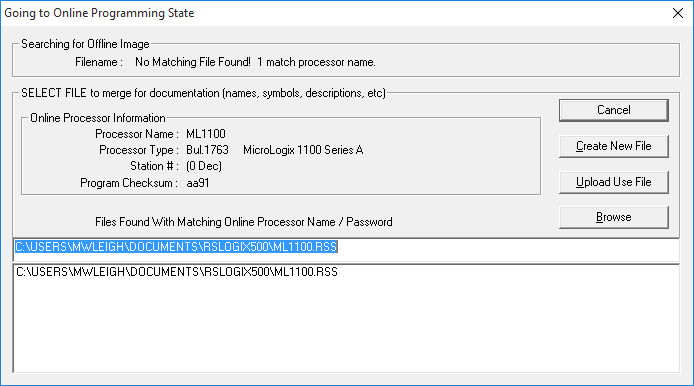 Going to Online Programming State
Searching for Offline Image
Filename : No Matching File Found! 1 match processor name.
SELECT FILE to merge for documentation (names, symbols, descriptions, etc)
Cancel
Online Processor Information
Processor Name : ML1100
Create New File
Processor Type : Bul.1763 MicroLogix 1100 Series A
Station # : (0 Dec)
Program Checksum : aa91
Upload Use File
Files Found With Matching Online Processor Name / Password
Browse
C:\USERS\MWLEIGH\DOCUMENTS\RSLOGIX500\ML1100.RSS
C:\USERS\MWLEIGH\DOCUMENTS\RSLOGIX500\ML1100.RSS